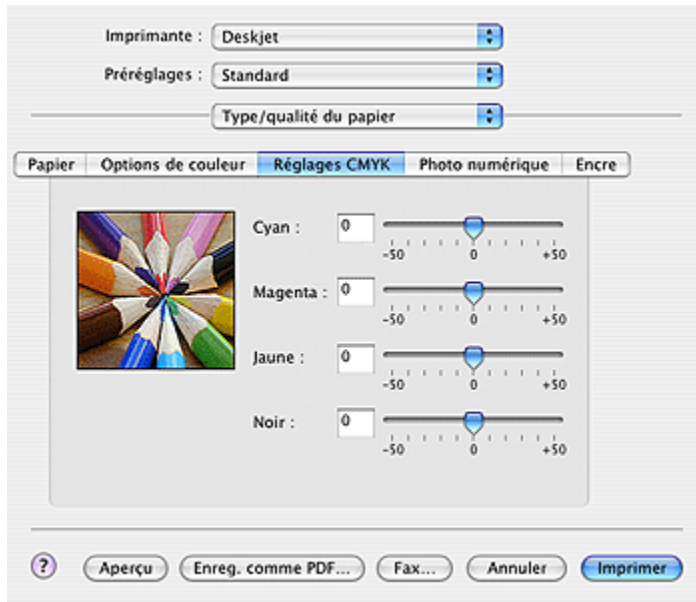 Imprimante : Deskjet
Préréglages : Standard
Type/qualité du papier
Papier Options de couleur Réglages CMYK Photo numérique Encre
Cyan : 0
-50 0 +50
Magenta : 0
-50 0 +50
Jaune : 0
-50 0 +50
Noir : 0
-50 0 +50
? Aperçu Enreg. comme PDF... Fax... Annuler Imprimer